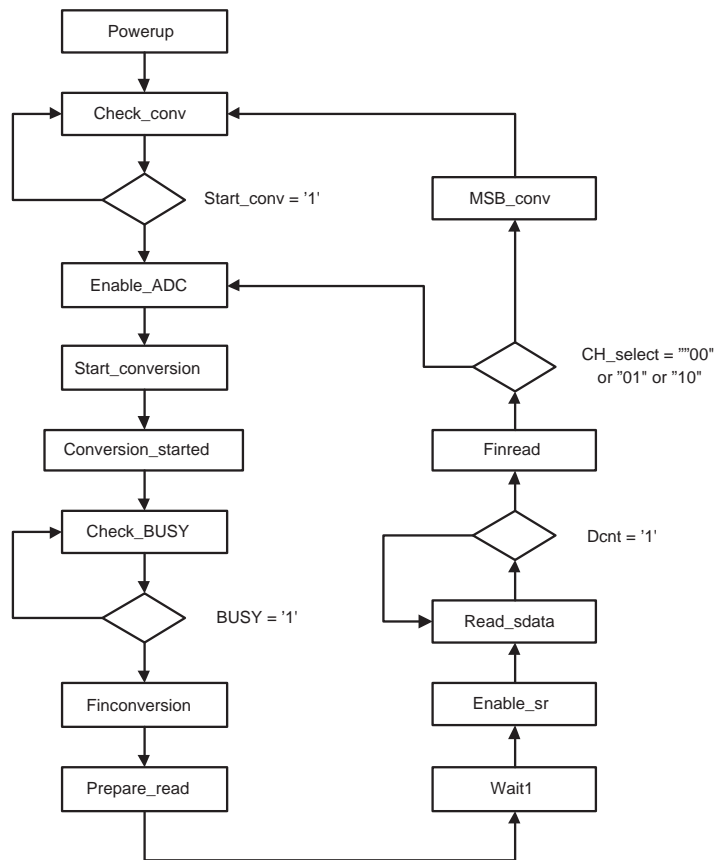 Powerup
Check_conv
Start_conv = '1'
Enable_ADC
Start_conversion
Conversion_started
Check_BUSY
BUSY = '1'
Finconversion
Prepare_read
MSB_conv
CH_select = ””00"
or ”01" or ”10"
Finread
Dcnt = '1'
Read_sdata
Enable_sr
Wait1